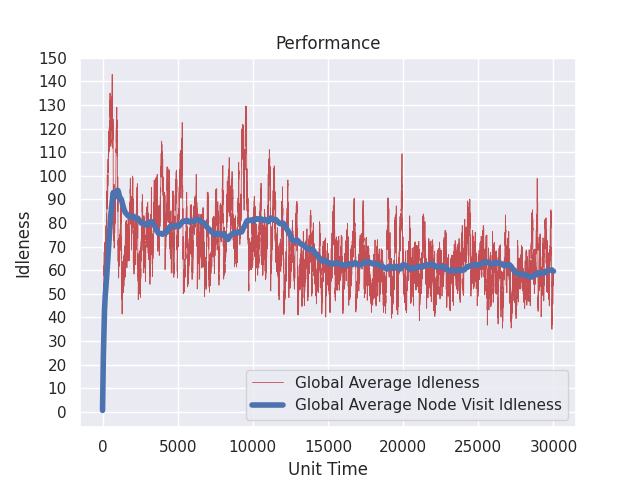 Performance
150
140
130
120
110
100
90
80
70
60
50
40
30
20
10
0
Idleness
Global Average Idleness
Global Average Node Visit Idleness
0 5000 10000 15000 20000 25000 30000
Unit Time